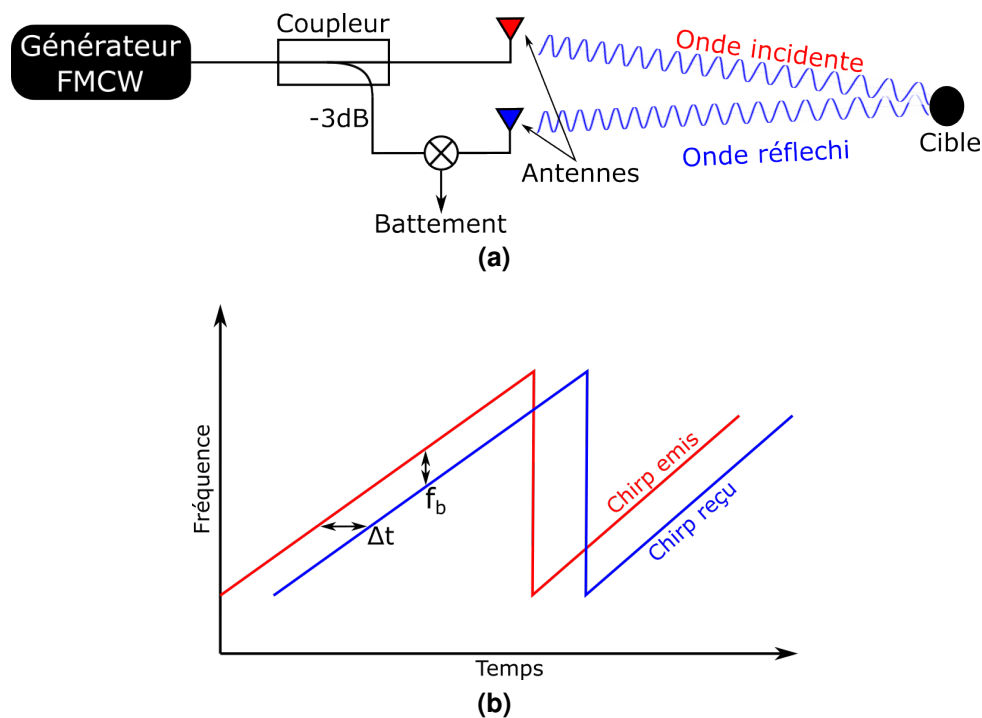 Générateur
FMCW
Coupleur
-3dB
Onde incidente
Onde réflechi
Cible
Antennes
Battement
(a)
Fréquence
f_b
Δt
Chirp emis
Chirp reçu
Temps
(b)